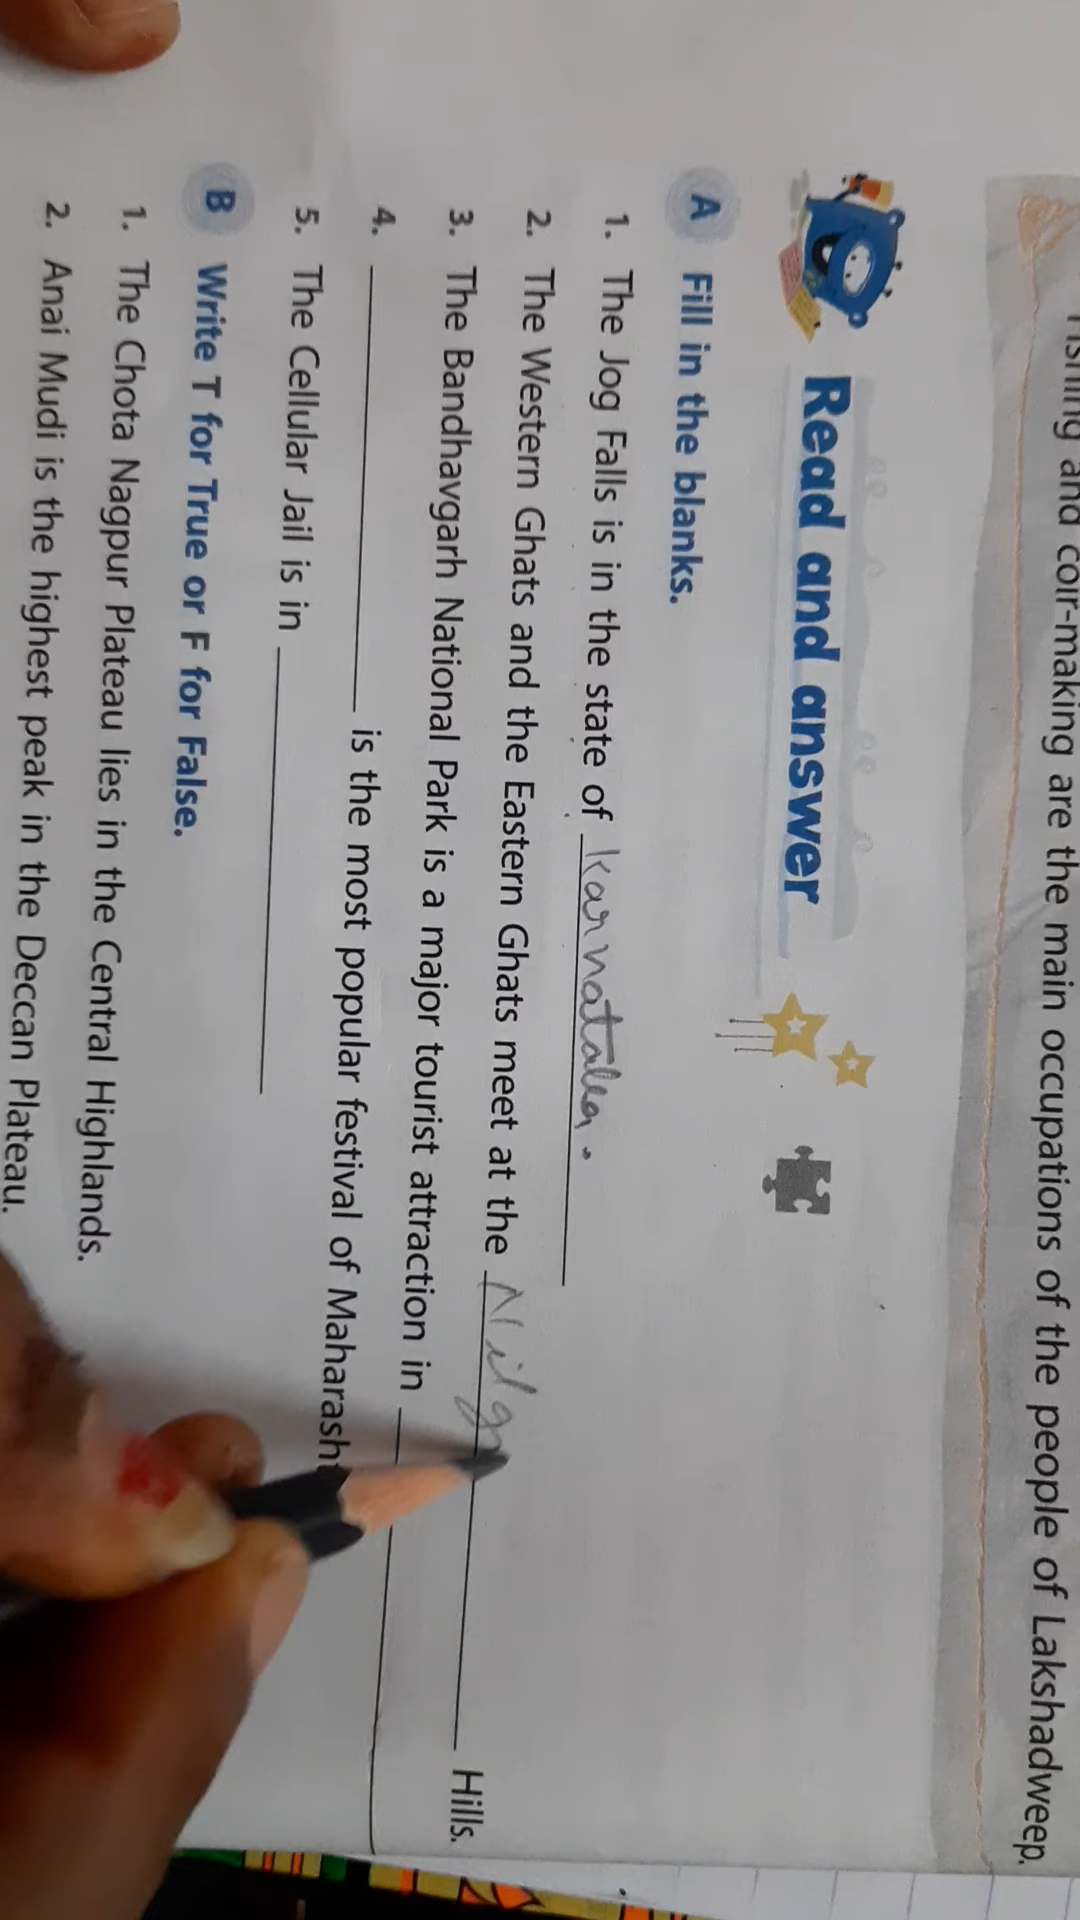 fishing and coir-making are the main occupations of the people of Lakshadweep.
Read and answer
A Fill in the blanks.
1. The Jog Falls is in the state of karnataka.
2. The Western Ghats and the Eastern Ghats meet at the Nilg Hills.
3. The Bandhavgarh National Park is a major tourist attraction in
4. is the most popular festival of Maharasht
5. The Cellular Jail is in
B Write T for True or F for False.
1. The Chota Nagpur Plateau lies in the Central Highlands.
2. Anai Mudi is the highest peak in the Deccan Plateau.